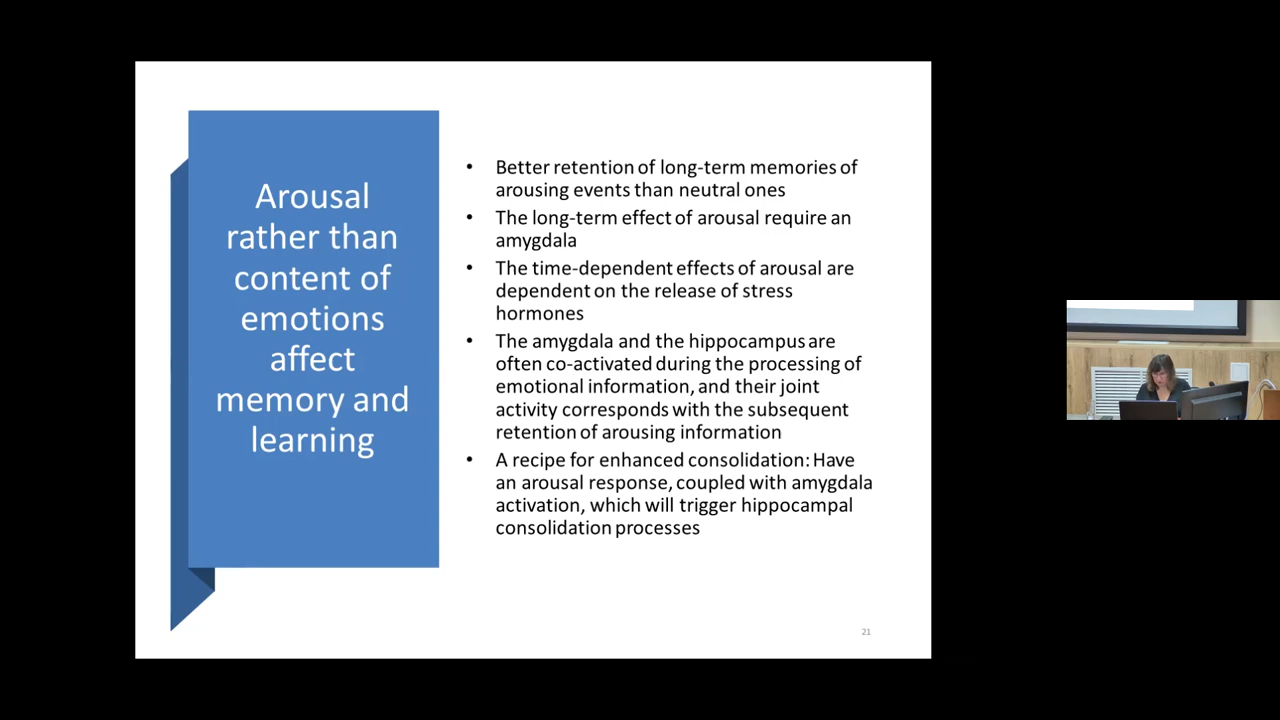 Arousal
rather than
content of
emotions
affect
memory and
learning
• Better retention of long-term memories of
arousing events than neutral ones
• The long-term effect of arousal require an
amygdala
• The time-dependent effects of arousal are
dependent on the release of stress
hormones
• The amygdala and the hippocampus are
often co-activated during the processing of
emotional information, and their joint
activity corresponds with the subsequent
retention of arousing information
• A recipe for enhanced consolidation: Have
an arousal response, coupled with amygdala
activation, which will trigger hippocampal
consolidation processes
21